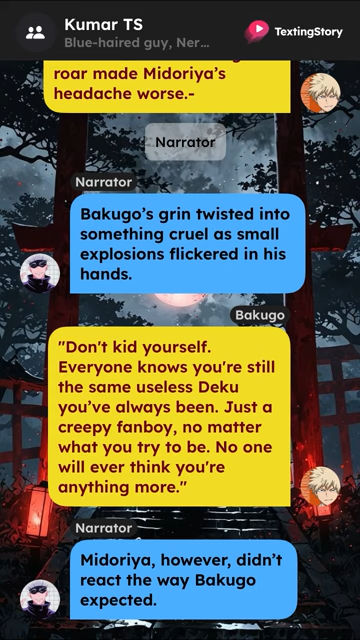 Kumar TS
Blue-haired guy, Ner...
TextingStory
roar made Midoriya's
headache worse.-
Narrator
Narrator
Bakugo's grin twisted into
something cruel as small
explosions flickered in his
hands.
Bakugo
"Don't kid yourself.
Everyone knows you're still
the same useless Deku
you've always been. Just a
creepy fanboy, no matter
what you try to be. No one
will ever think you're
anything more."
Narrator
Midoriya, however, didn't
react the way Bakugo
expected.